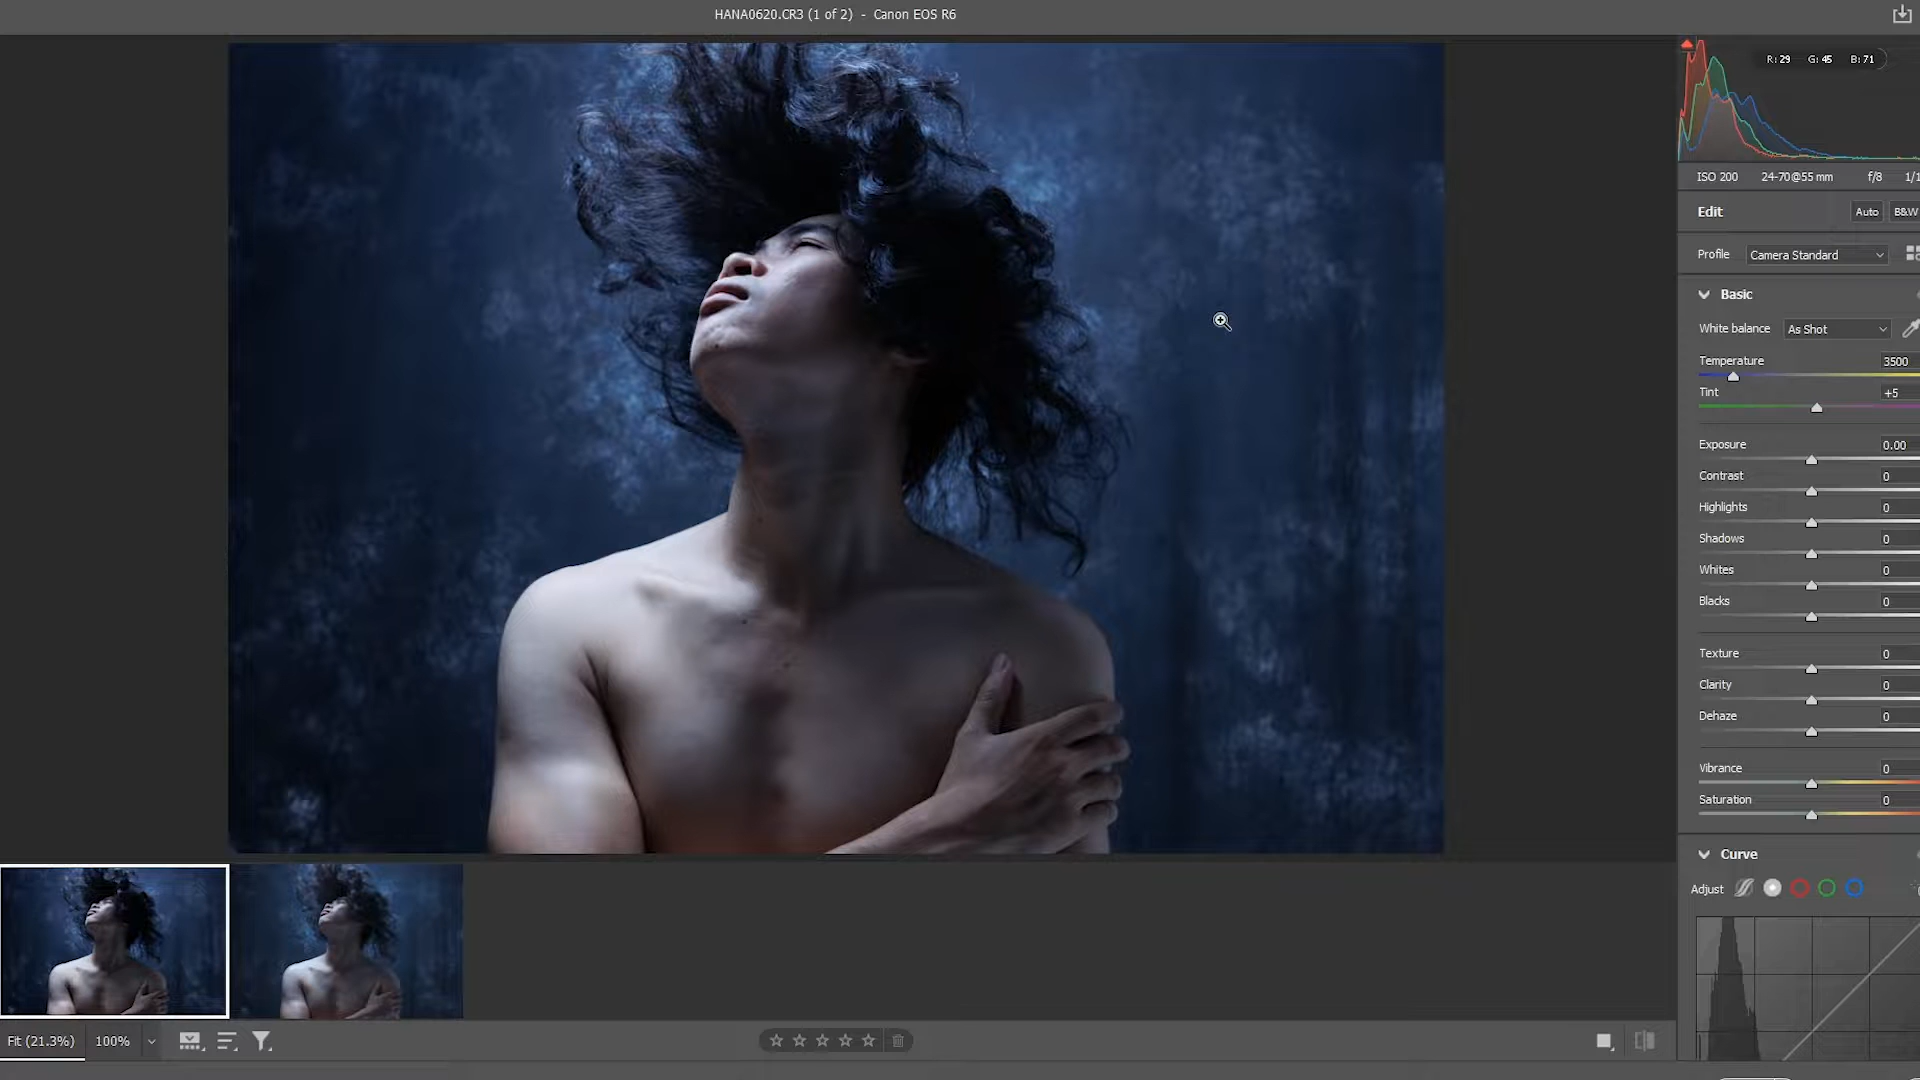 HANA0620.CR3 (1 of 2) - Canon EOS R6
R: 29 G: 45 B: 71
ISO 200 24-70@55 mm f/8 1/1
Edit Auto B&W
Profile Camera Standard
Basic
White balance As Shot
Temperature 3500
Tint +5
Exposure 0.00
Contrast 0
Highlights 0
Shadows 0
Whites 0
Blacks 0
Texture 0
Clarity 0
Dehaze 0
Vibrance 0
Saturation 0
Curve
Adjust
Fit (21.3%) 100%